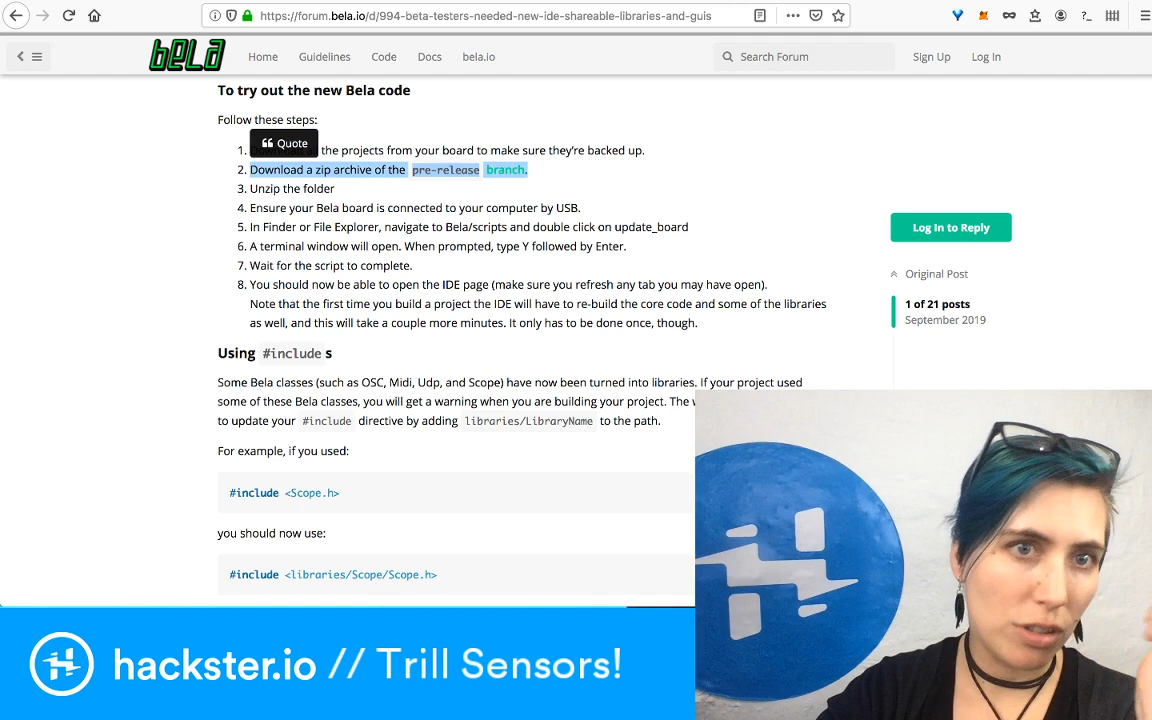 https://forum.bela.io/d/994-beta-testers-needed-new-ide-shareable-libraries-and-guis
bela Home Guidelines Code Docs bela.io Search Forum Sign Up Log In
To try out the new Bela code
Follow these steps:
Quote
1. the projects from your board to make sure they're backed up.
2. Download a zip archive of the pre-release branch.
3. Unzip the folder
4. Ensure your Bela board is connected to your computer by USB.
5. In Finder or File Explorer, navigate to Bela/scripts and double click on update_board
6. A terminal window will open. When prompted, type Y followed by Enter.
7. Wait for the script to complete.
8. You should now be able to open the IDE page (make sure you refresh any tab you may have open).
Note that the first time you build a project the IDE will have to re-build the core code and some of the libraries
as well, and this will take a couple more minutes. It only has to be done once, though.
Log In to Reply
Original Post
1 of 21 posts
September 2019
Using #include s
Some Bela classes (such as OSC, Midi, Udp, and Scope) have now been turned into libraries. If your project used
some of these Bela classes, you will get a warning when you are building your project. The
to update your #include directive by adding libraries/LibraryName to the path.
For example, if you used:
#include <Scope.h>
you should now use:
#include <libraries/Scope/Scope.h>
hackster.io // Trill Sensors!